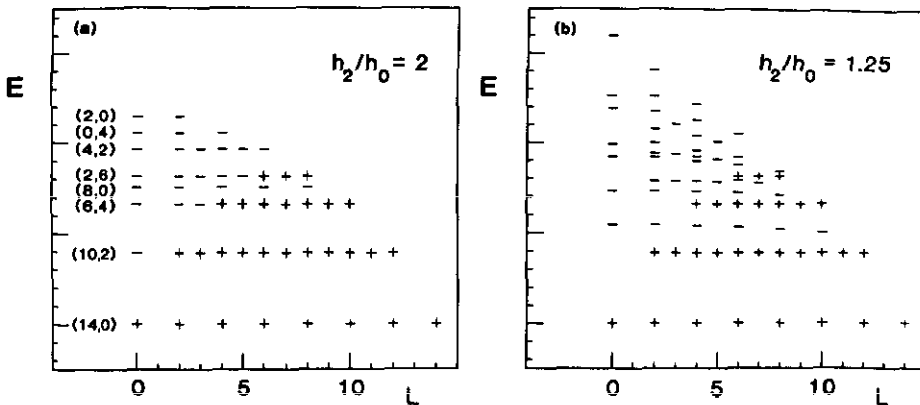 (a)
h₂/h₀ = 2
E
(2,0)
(0,4)
(4,2)
(2,6)
(8,0)
(6,4)
(10,2)
(14,0)
0 5 10 L
(b)
h₂/h₀ = 1.25
E
0 5 10 L